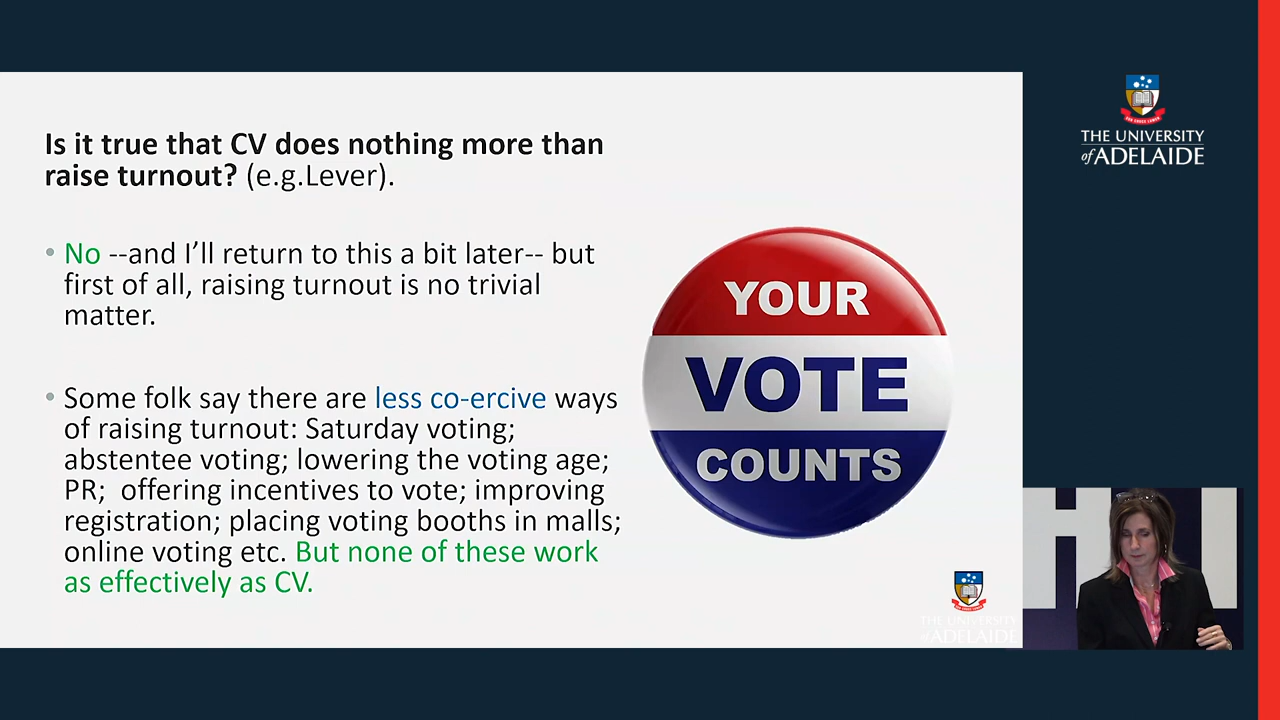 Is it true that CV does nothing more than
raise turnout? (e.g.Lever).
• No --and I’ll return to this a bit later-- but
first of all, raising turnout is no trivial
matter.
• Some folk say there are less co-ercive ways
of raising turnout: Saturday voting;
abstentee voting; lowering the voting age;
PR;  offering incentives to vote; improving
registration; placing voting booths in malls;
online voting etc. But none of these work
as effectively as CV.
YOUR
VOTE
COUNTS
THE UNIVERSITY
of ADELAIDE
THE UNIVERSITY
of ADELAIDE